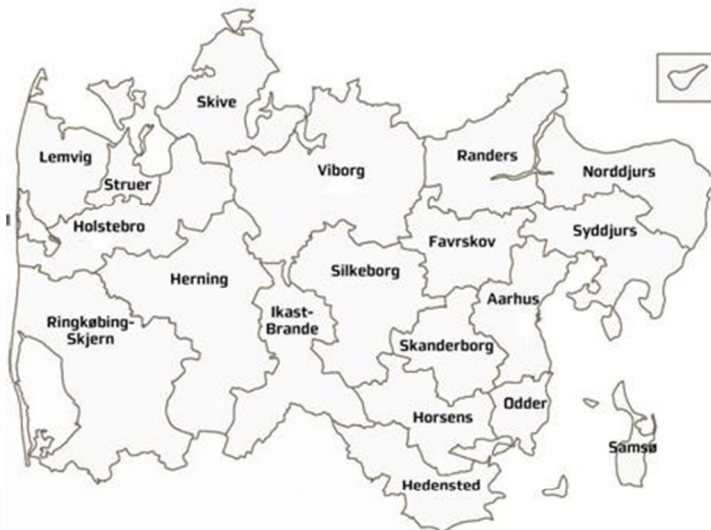 Skive
Lemvig
Struer
Viborg
Randers
Norddjurs
Holstebro
Favrskov
Syddjurs
Herning
Silkeborg
Ikast-
Brande
Aarhus
Ringkøbing-
Skjern
Skanderborg
Horsens
Odder
Samsø
Hedensted